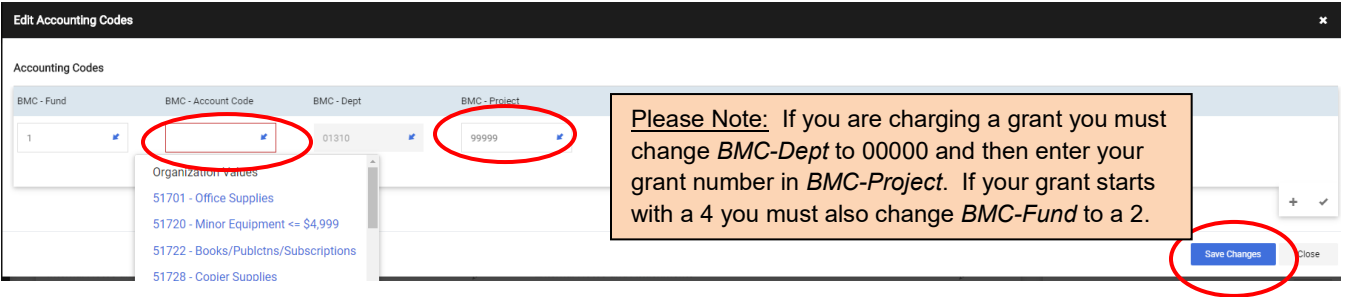 Edit Accounting Codes
Accounting Codes
BMC - Fund BMC - Account Code BMC - Dept BMC - Project
1 01310 99999
Organization Values
51701 - Office Supplies
51720 - Minor Equipment <= $4,999
51722 - Books/Publctns/Subscriptions
51728 - Copier Supplies
Please Note: If you are charging a grant you must
change BMC-Dept to 00000 and then enter your
grant number in BMC-Project. If your grant starts
with a 4 you must also change BMC-Fund to a 2.
Save Changes Close